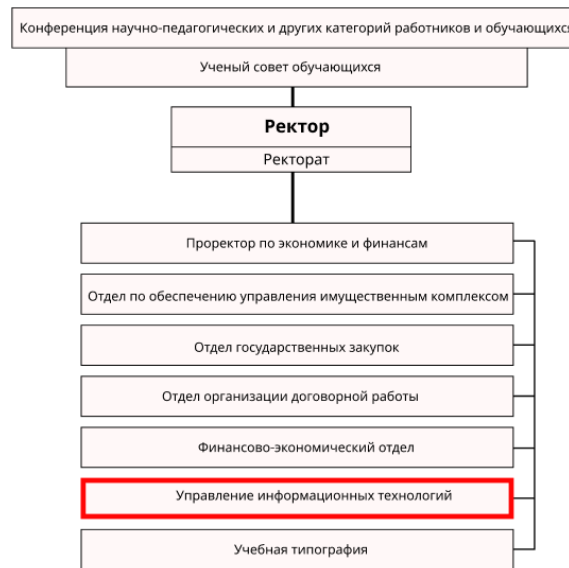 Конференция научно-педагогических и других категорий работников и обучающихся
Ученый совет обучающихся
Ректор
Ректорат
Проректор по экономике и финансам
Отдел по обеспечению управления имущественным комплексом
Отдел государственных закупок
Отдел организации договорной работы
Финансово-экономический отдел
Управление информационных технологий
Учебная типография